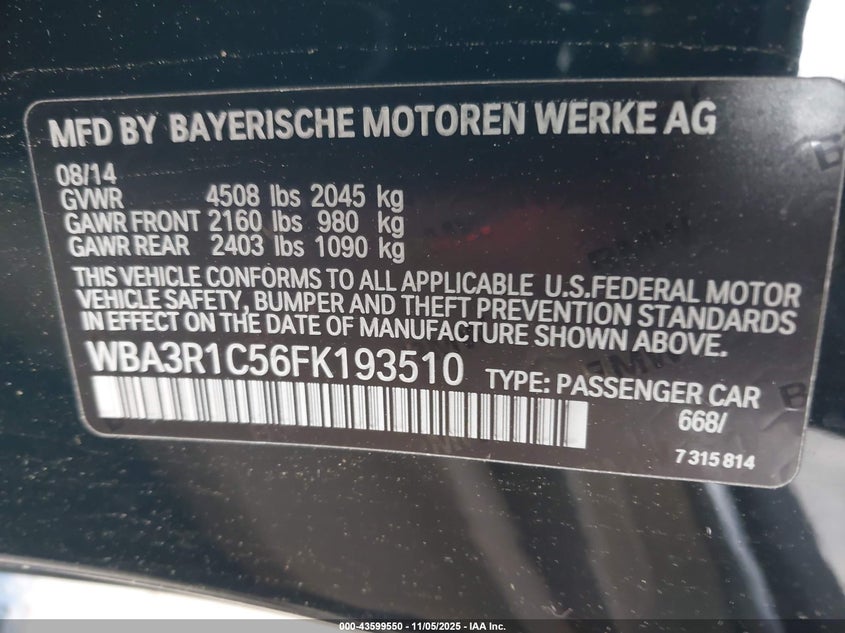 MFD BY BAYERISCHE MOTOREN WERKE AG
08/14
GVWR 4508 lbs 2045 kg
GAWR FRONT 2160 lbs 980 kg
GAWR REAR 2403 lbs 1090 kg
THIS VEHICLE CONFORMS TO ALL APPLICABLE U.S.FEDERAL MOTOR
VEHICLE SAFETY, BUMPER AND THEFT PREVENTION STANDARDS
IN EFFECT ON THE DATE OF MANUFACTURE SHOWN ABOVE.
WBA3R1C56FK193510 TYPE: PASSENGER CAR
668/
7 315 814
000-43599550 — 11/05/2025 — IAA Inc.